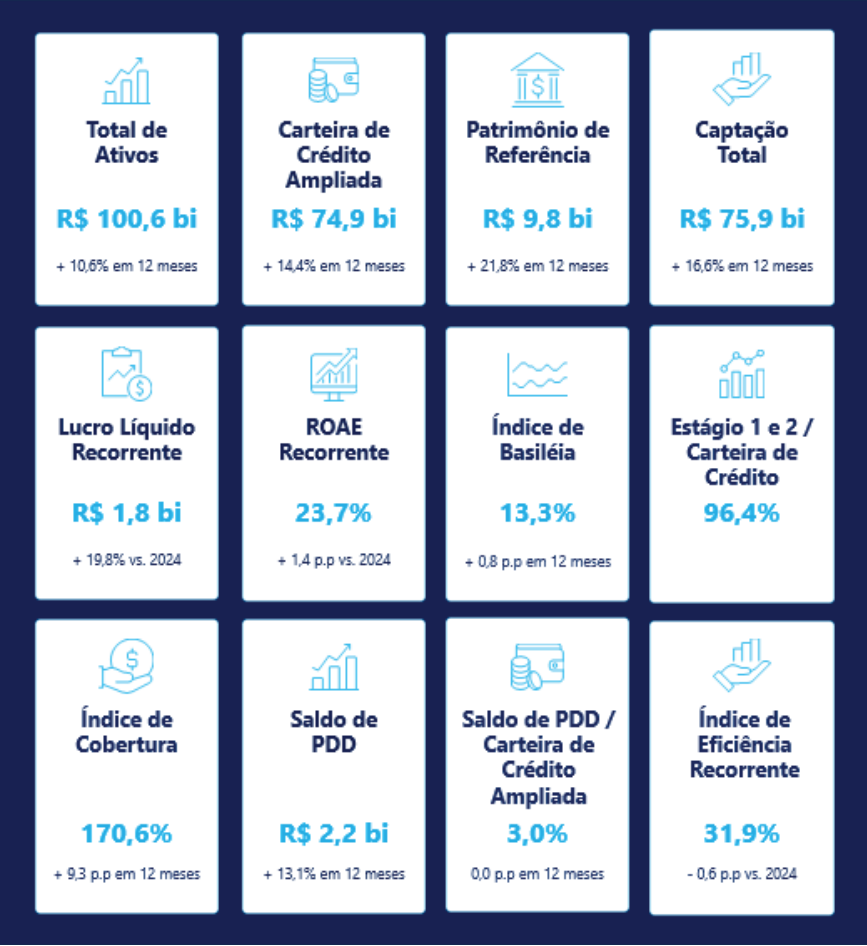 Total de
Ativos
R$ 100,6 bi
+ 10,6% em 12 meses
Carteira de
Crédito
Ampliada
R$ 74,9 bi
+ 14,4% em 12 meses
Patrimônio de
Referência
R$ 9,8 bi
+ 21,8% em 12 meses
Captação
Total
R$ 75,9 bi
+ 16,6% em 12 meses
Lucro Líquido
Recorrente
R$ 1,8 bi
+ 19,8% vs. 2024
ROAE
Recorrente
23,7%
+ 1,4 p.p vs. 2024
Índice de
Basiléia
13,3%
+ 0,8 p.p em 12 meses
Estágio 1 e 2 /
Carteira de
Crédito
96,4%
Índice de
Cobertura
170,6%
+ 9,3 p.p em 12 meses
Saldo de
PDD
R$ 2,2 bi
+ 13,1% em 12 meses
Saldo de PDD /
Carteira de
Crédito
Ampliada
3,0%
0,0 p.p em 12 meses
Índice de
Eficiência
Recorrente
31,9%
- 0,6 p.p vs. 2024